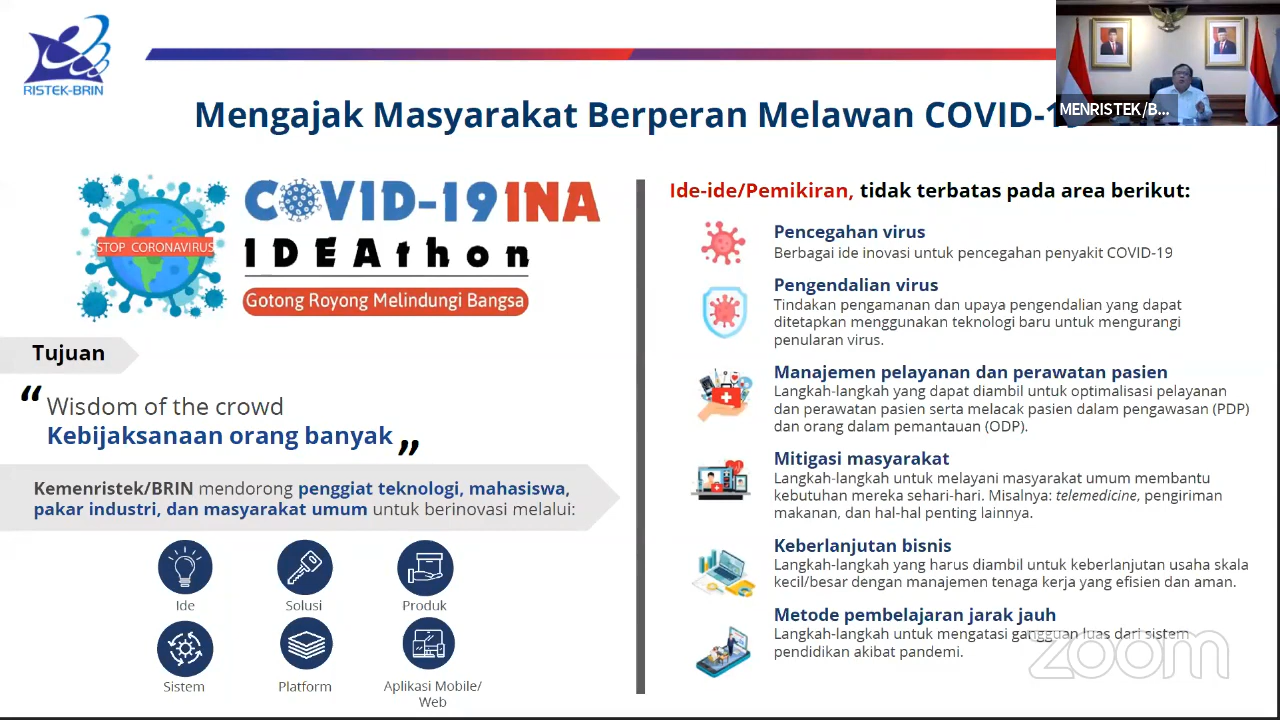 RISTEK-BRIN
MENRISTEK/B...
Mengajak Masyarakat Berperan Melawan COVID-1
STOP CORONAVIRUS
COVID-19INA
IDEAthon
Gotong Royong Melindungi Bangsa
Tujuan
“ Wisdom of the crowd
Kebijaksanaan orang banyak „
Kemenristek/BRIN mendorong penggiat teknologi, mahasiswa,
pakar industri, dan masyarakat umum untuk berinovasi melalui:
Ide
Solusi
Produk
Sistem
Platform
Aplikasi Mobile/
Web
Ide-ide/Pemikiran, tidak terbatas pada area berikut:
Pencegahan virus
Berbagai ide inovasi untuk pencegahan penyakit COVID-19
Pengendalian virus
Tindakan pengamanan dan upaya pengendalian yang dapat
ditetapkan menggunakan teknologi baru untuk mengurangi
penularan virus.
Manajemen pelayanan dan perawatan pasien
Langkah-langkah yang dapat diambil untuk optimalisasi pelayanan
dan perawatan pasien serta melacak pasien dalam pengawasan (PDP)
dan orang dalam pemantauan (ODP).
Mitigasi masyarakat
Langkah-langkah untuk melayani masyarakat umum membantu
kebutuhan mereka sehari-hari. Misalnya: telemedicine, pengiriman
makanan, dan hal-hal penting lainnya.
Keberlanjutan bisnis
Langkah-langkah yang harus diambil untuk keberlanjutan usaha skala
kecil/besar dengan manajemen tenaga kerja yang efisien dan aman.
Metode pembelajaran jarak jauh
Langkah-langkah untuk mengatasi gangguan luas dari sistem
pendidikan akibat pandemi.
zoom